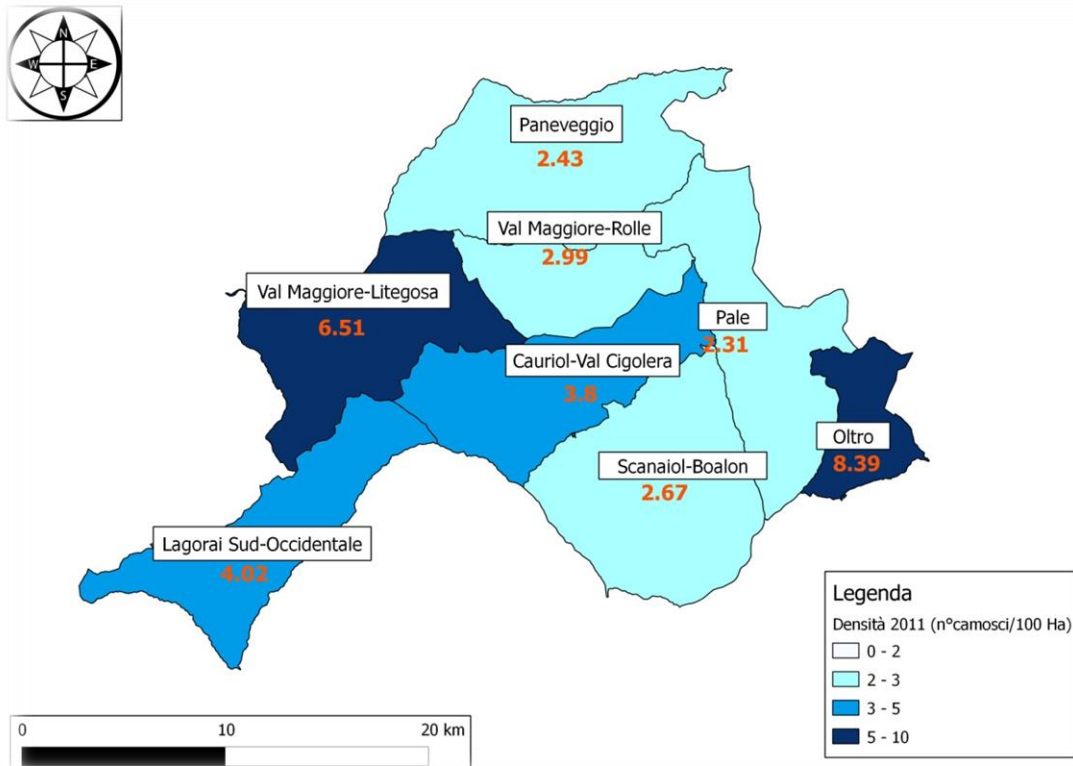 N
W E
S
Paneveggio
2.43
Val Maggiore-Rolle
2.99
Val Maggiore-Litegosa
6.51
Pale
2.31
Cauriol-Val Cigolera
3.8
Oltro
8.39
Scanaiol-Boalon
2.67
Lagorai Sud-Occidentale
4.02
Legenda
Densità 2011 (n°camosci/100 Ha)
0 - 2
2 - 3
3 - 5
5 - 10
0 10 20 km